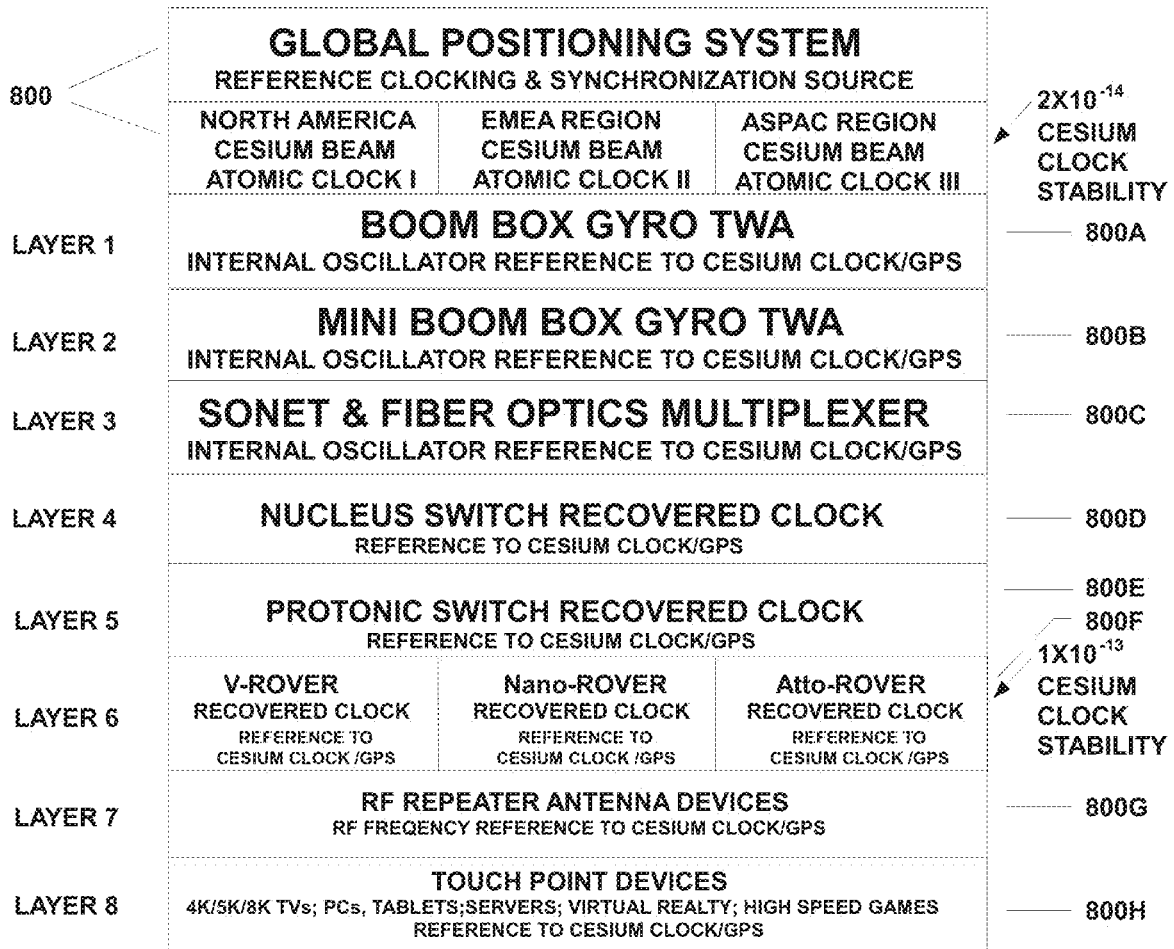 GLOBAL POSITIONING SYSTEM
REFERENCE CLOCKING & SYNCHRONIZATION SOURCE
800
NORTH AMERICA
CESIUM BEAM
ATOMIC CLOCK I
EMEA REGION
CESIUM BEAM
ATOMIC CLOCK II
ASPAC REGION
CESIUM BEAM
ATOMIC CLOCK III
2X10⁻¹⁴
CESIUM
CLOCK
STABILITY
LAYER 1
BOOM BOX GYRO TWA
INTERNAL OSCILLATOR REFERENCE TO CESIUM CLOCK/GPS
800A
LAYER 2
MINI BOOM BOX GYRO TWA
INTERNAL OSCILLATOR REFERENCE TO CESIUM CLOCK/GPS
800B
LAYER 3
SONET & FIBER OPTICS MULTIPLEXER
INTERNAL OSCILLATOR REFERENCE TO CESIUM CLOCK/GPS
800C
LAYER 4
NUCLEUS SWITCH RECOVERED CLOCK
REFERENCE TO CESIUM CLOCK/GPS
800D
LAYER 5
PROTONIC SWITCH RECOVERED CLOCK
REFERENCE TO CESIUM CLOCK/GPS
800E
800F
1X10⁻¹³
CESIUM
CLOCK
STABILITY
LAYER 6
V-ROVER
RECOVERED CLOCK
REFERENCE TO
CESIUM CLOCK /GPS
Nano-ROVER
RECOVERED CLOCK
REFERENCE TO
CESIUM CLOCK /GPS
Atto-ROVER
RECOVERED CLOCK
REFERENCE TO
CESIUM CLOCK /GPS
LAYER 7
RF REPEATER ANTENNA DEVICES
RF FREQENCY REFERENCE TO CESIUM CLOCK/GPS
800G
LAYER 8
TOUCH POINT DEVICES
4K/5K/8K TVs; PCs, TABLETS;SERVERS; VIRTUAL REALTY; HIGH SPEED GAMES
REFERENCE TO CESIUM CLOCK/GPS
800H